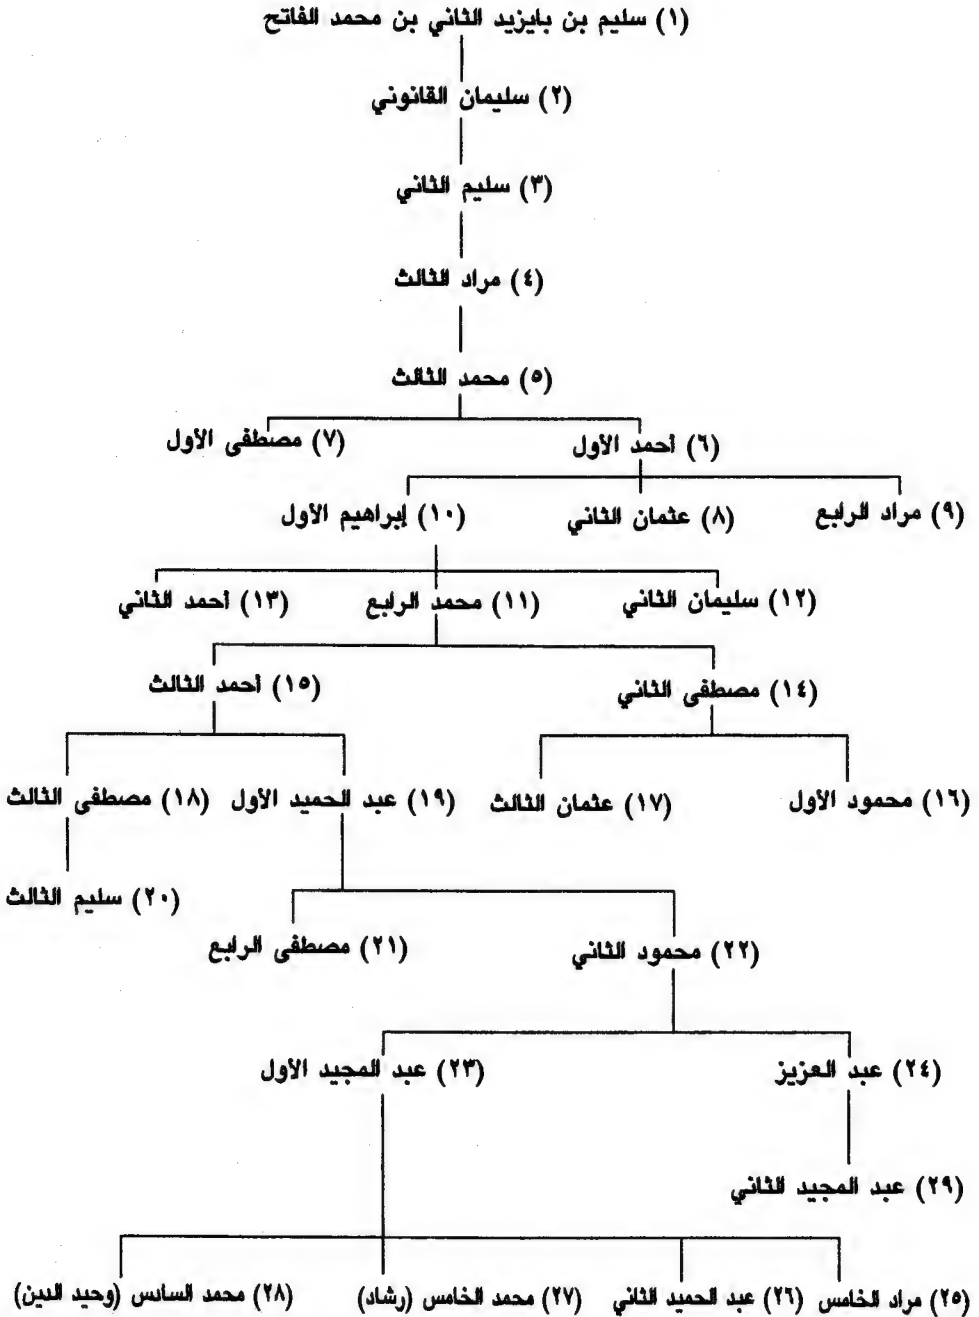 (١) سليم بن بايزيد الثاني بن محمد الفاتح
(٢) سليمان القانوني
(٣) سليم الثاني
(٤) مراد الثالث
(٥) محمد الثالث
(٦) أحمد الأول (٧) مصطفى الأول
(٩) مراد الرابع (٨) عثمان الثاني (١٠) إبراهيم الأول
(١٢) سليمان الثاني (١١) محمد الرابع (١٣) أحمد الثاني
(١٤) مصطفى الثاني (١٥) أحمد الثالث
(١٦) محمود الأول (١٧) عثمان الثالث (١٩) عبد الحميد الأول (١٨) مصطفى الثالث
(٢٠) سليم الثالث
(٢٢) محمود الثاني (٢١) مصطفى الرابع
(٢٤) عبد العزيز (٢٣) عبد المجيد الأول
(٢٩) عبد المجيد الثاني
(٢٥) مراد الخامس (٢٦) عبد الحميد الثاني (٢٧) محمد الخامس (رشاد) (٢٨) محمد السادس (وحيد الدين)